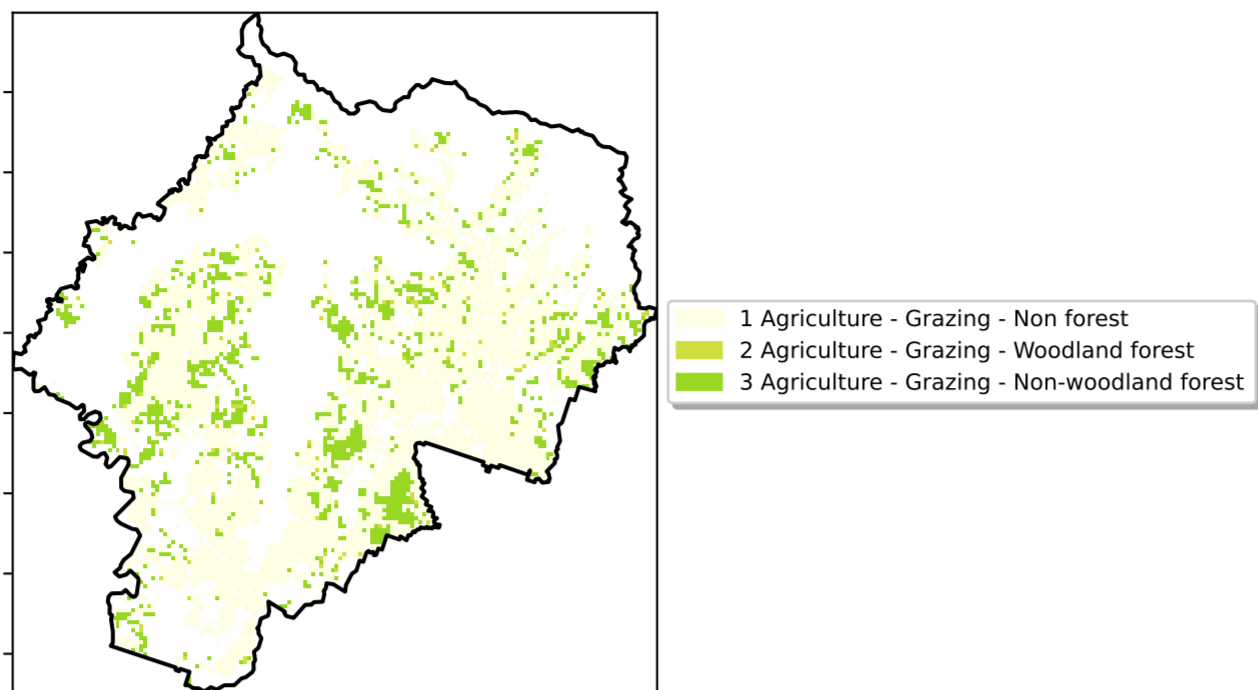 1 Agriculture - Grazing - Non forest
2 Agriculture - Grazing - Woodland forest
3 Agriculture - Grazing - Non-woodland forest